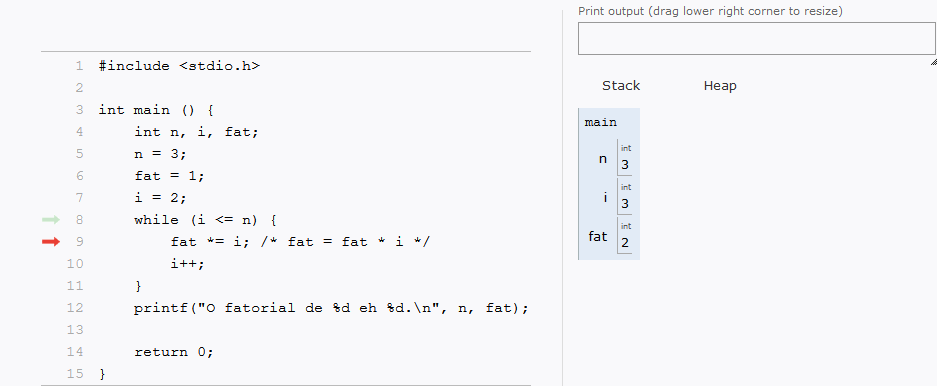 Print output (drag lower right corner to resize)
1 #include <stdio.h>
2
3 int main () {
4     int n, i, fat;
5     n = 3;
6     fat = 1;
7     i = 2;
8     while (i <= n) {
9         fat *= i; /* fat = fat * i */
10         i++;
11     }
12     printf("O fatorial de %d eh %d.\n", n, fat);
13
14     return 0;
15 }
Stack Heap
main
int
n 3
int
i 3
int
fat 2